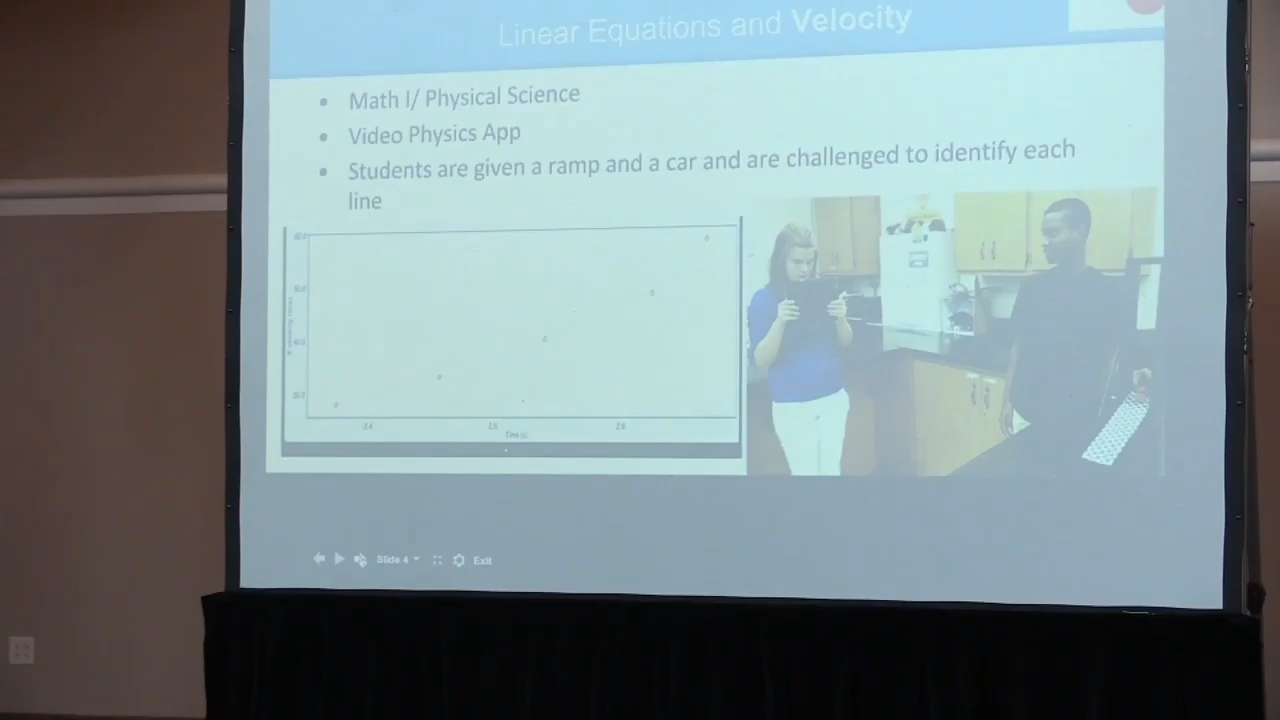 Linear Equations and Velocity
• Math I/ Physical Science
• Video Physics App
• Students are given a ramp and a car and are challenged to identify each
line
Time (s)
Slide 4
Exit